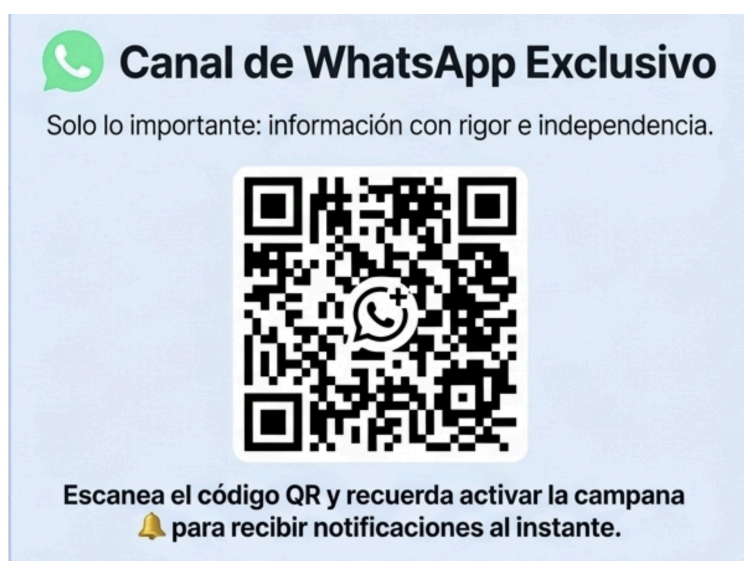 Canal de WhatsApp Exclusivo
Solo lo importante: información con rigor e independencia.
Escanea el código QR y recuerda activar la campana
🔔 para recibir notificaciones al instante.